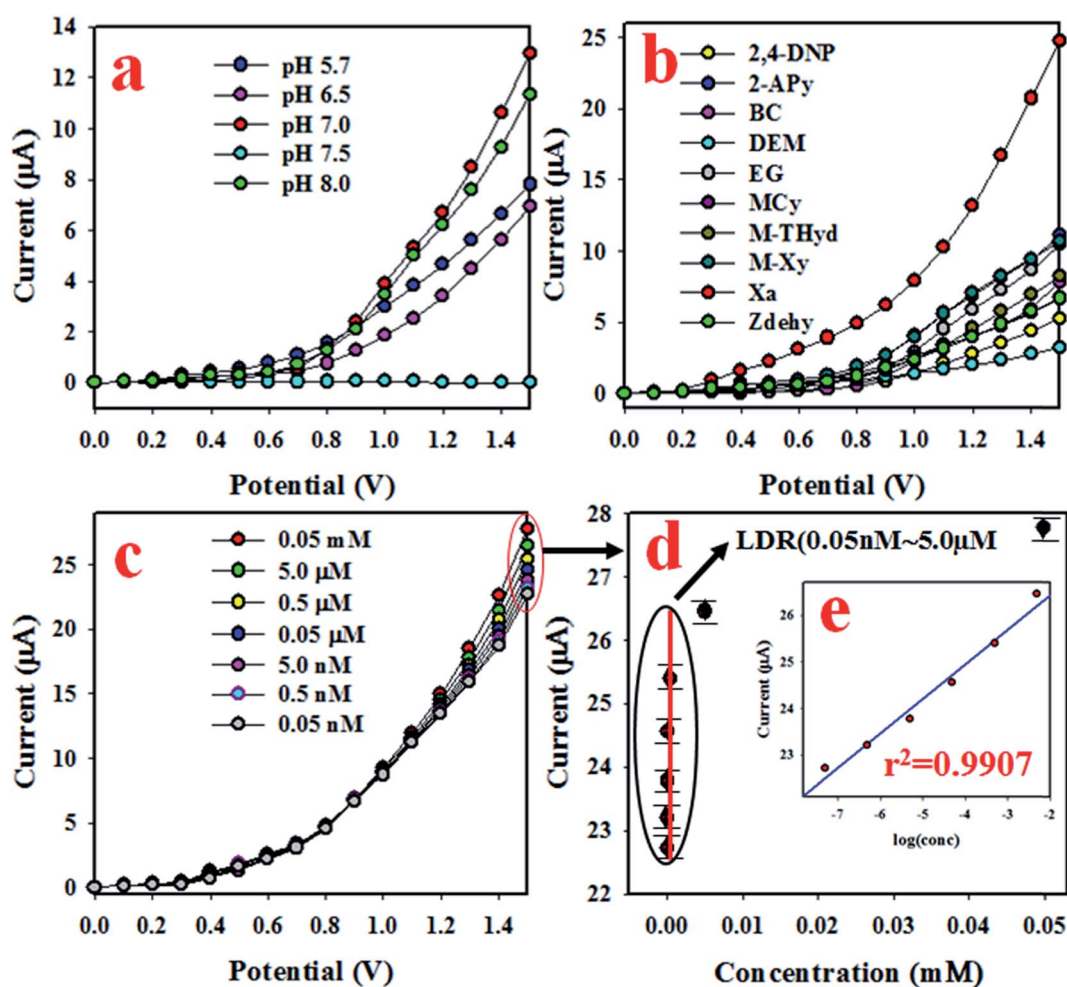 a
14
12
10
8
6
4
2
0
Current (µA)
pH 5.7
pH 6.5
pH 7.0
pH 7.5
pH 8.0
0.0 0.2 0.4 0.6 0.8 1.0 1.2 1.4
Potential (V)
b
25
20
15
10
5
0
Current (µA)
2,4-DNP
2-APy
BC
DEM
EG
MCy
M-THyd
M-Xy
Xa
Zdehy
0.0 0.2 0.4 0.6 0.8 1.0 1.2 1.4
Potential (V)
c
25
20
15
10
5
0
Current (µA)
0.05 mM
5.0 µM
0.5 µM
0.05 µM
5.0 nM
0.5 nM
0.05 nM
0.0 0.2 0.4 0.6 0.8 1.0 1.2 1.4
Potential (V)
d
28
27
26
25
24
23
22
Current (µA)
LDR(0.05nM~5.0µM
e
26
25
24
23
Current (µA)
r²=0.9907
-7 -6 -5 -4 -3 -2
log(conc)
0.00 0.01 0.02 0.03 0.04 0.05
Concentration (mM)